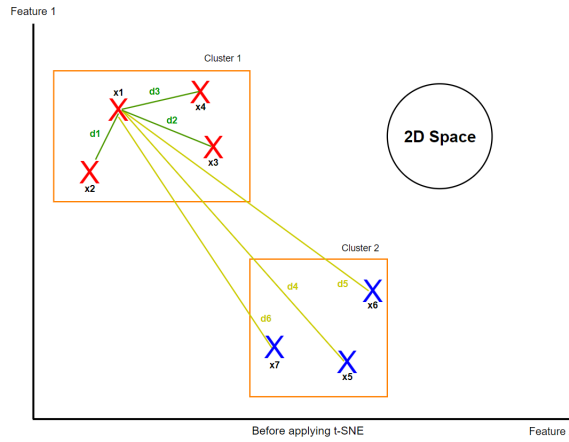 Feature 1
Cluster 1
x1
d3
x4
d2
d1
x3
x2
2D Space
Cluster 2
d4
d5
x6
d6
x7
x5
Before applying t-SNE
Feature